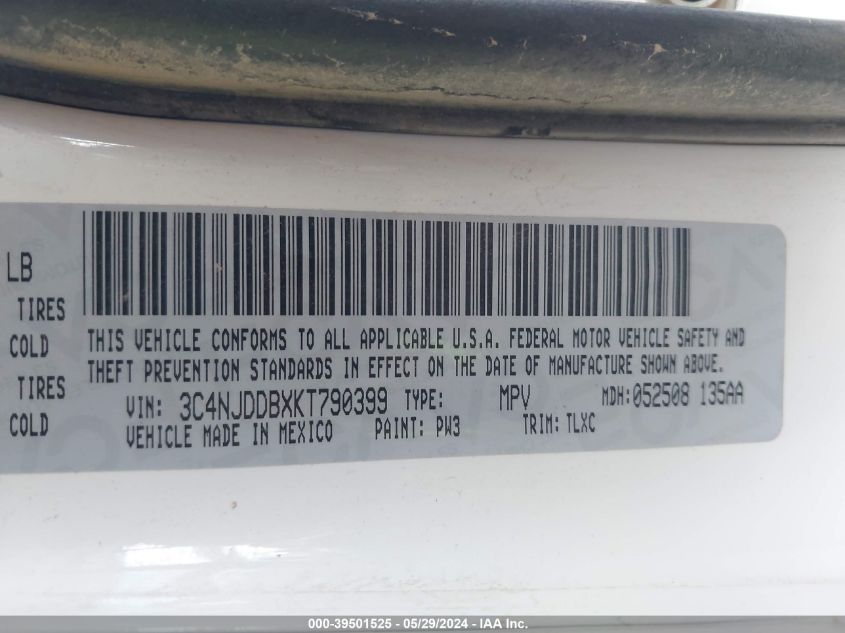 LB
TIRES
COLD
TIRES
COLD
THIS VEHICLE CONFORMS TO ALL APPLICABLE U.S.A. FEDERAL MOTOR VEHICLE SAFETY AND
THEFT PREVENTION STANDARDS IN EFFECT ON THE DATE OF MANUFACTURE SHOWN ABOVE.
VIN: 3C4NJDDBXKT790399 TYPE: MPV MDH:052508 135AA
VEHICLE MADE IN MEXICO PAINT: PW3 TRIM: TLXC
000-39501525 - 05/29/2024 - IAA Inc.